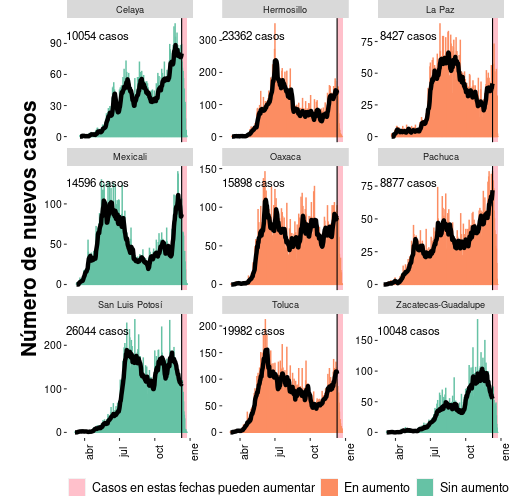 Número de nuevos casos
Celaya
10054 casos
90
60
30
0
Hermosillo
23362 casos
300
200
100
0
La Paz
8427 casos
75
50
25
0
Mexicali
14596 casos
100
50
0
Oaxaca
15898 casos
150
100
50
0
Pachuca
8877 casos
75
50
25
0
San Luis Potosí
26044 casos
200
100
0
Toluca
19982 casos
200
150
100
50
0
Zacatecas-Guadalupe
10048 casos
150
100
50
0
abr jul oct ene
abr jul oct ene
abr jul oct ene
Casos en estas fechas pueden aumentar En aumento Sin aumento